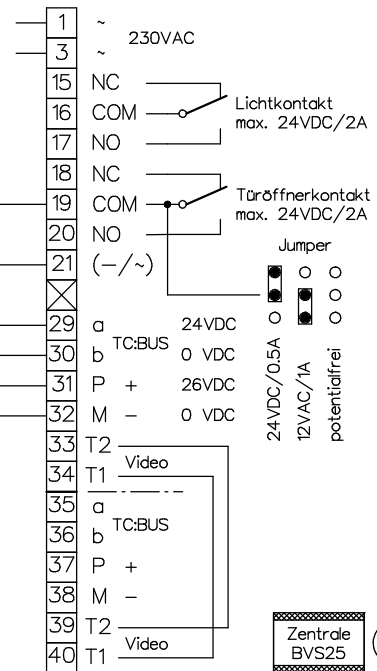 1 ~
230VAC
3 ~
15 NC
16 COM
17 NO
Lichtkontakt
max. 24VDC/2A
18 NC
19 COM
20 NO
Türöffnerkontakt
max. 24VDC/2A
21 (-/~)
Jumper
24VDC/0.5A
12VAC/1A
potentialfrei
29 a 24VDC
TC:BUS
30 b 0 VDC
31 P + 26VDC
32 M - 0 VDC
33 T2
Video
34 T1
35 a
TC:BUS
36 b
37 P +
38 M -
39 T2
Video
40 T1
Zentrale
BVS25
(